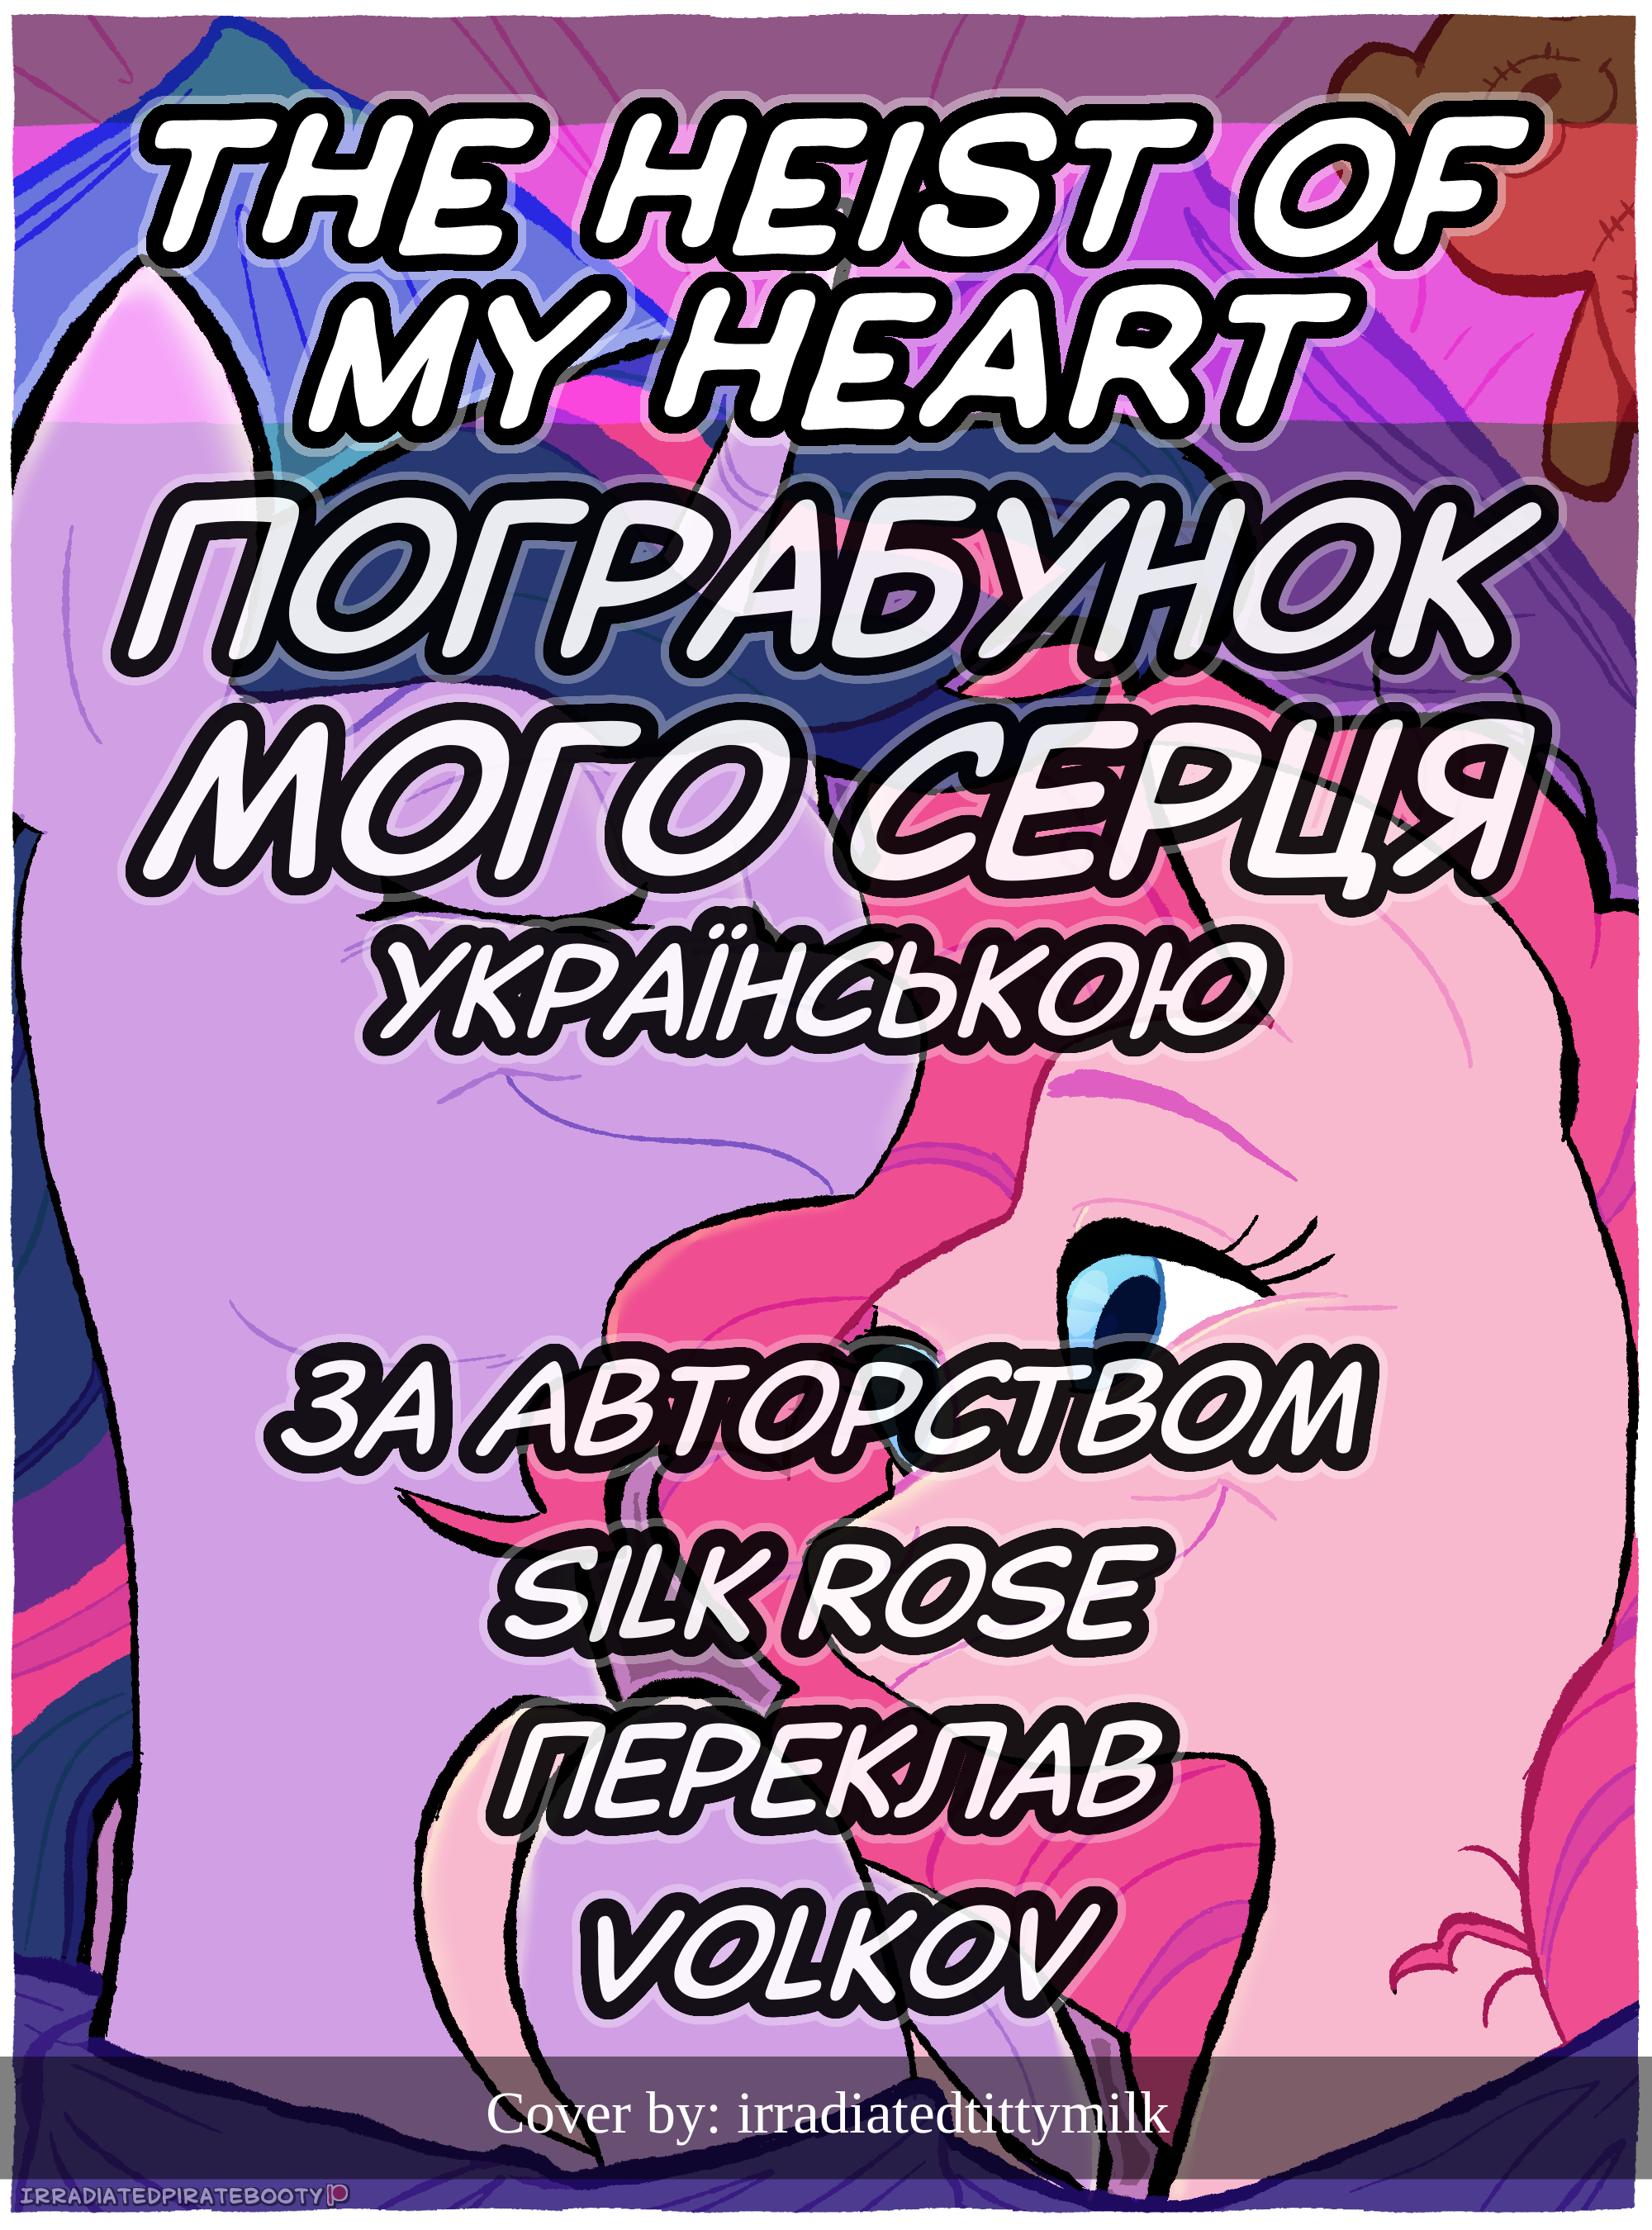 THE HEIST OF
MY HEART
ПОГРАБУНОК
МОГО СЕРЦЯ
УКРАЇНСЬКОЮ
ЗА АВТОРСТВОМ
SILK ROSE
ПЕРЕКЛАВ
VOLKOV
Cover by: irradiatedtittymilk
IRRADIATEDPIRATEBOOTY